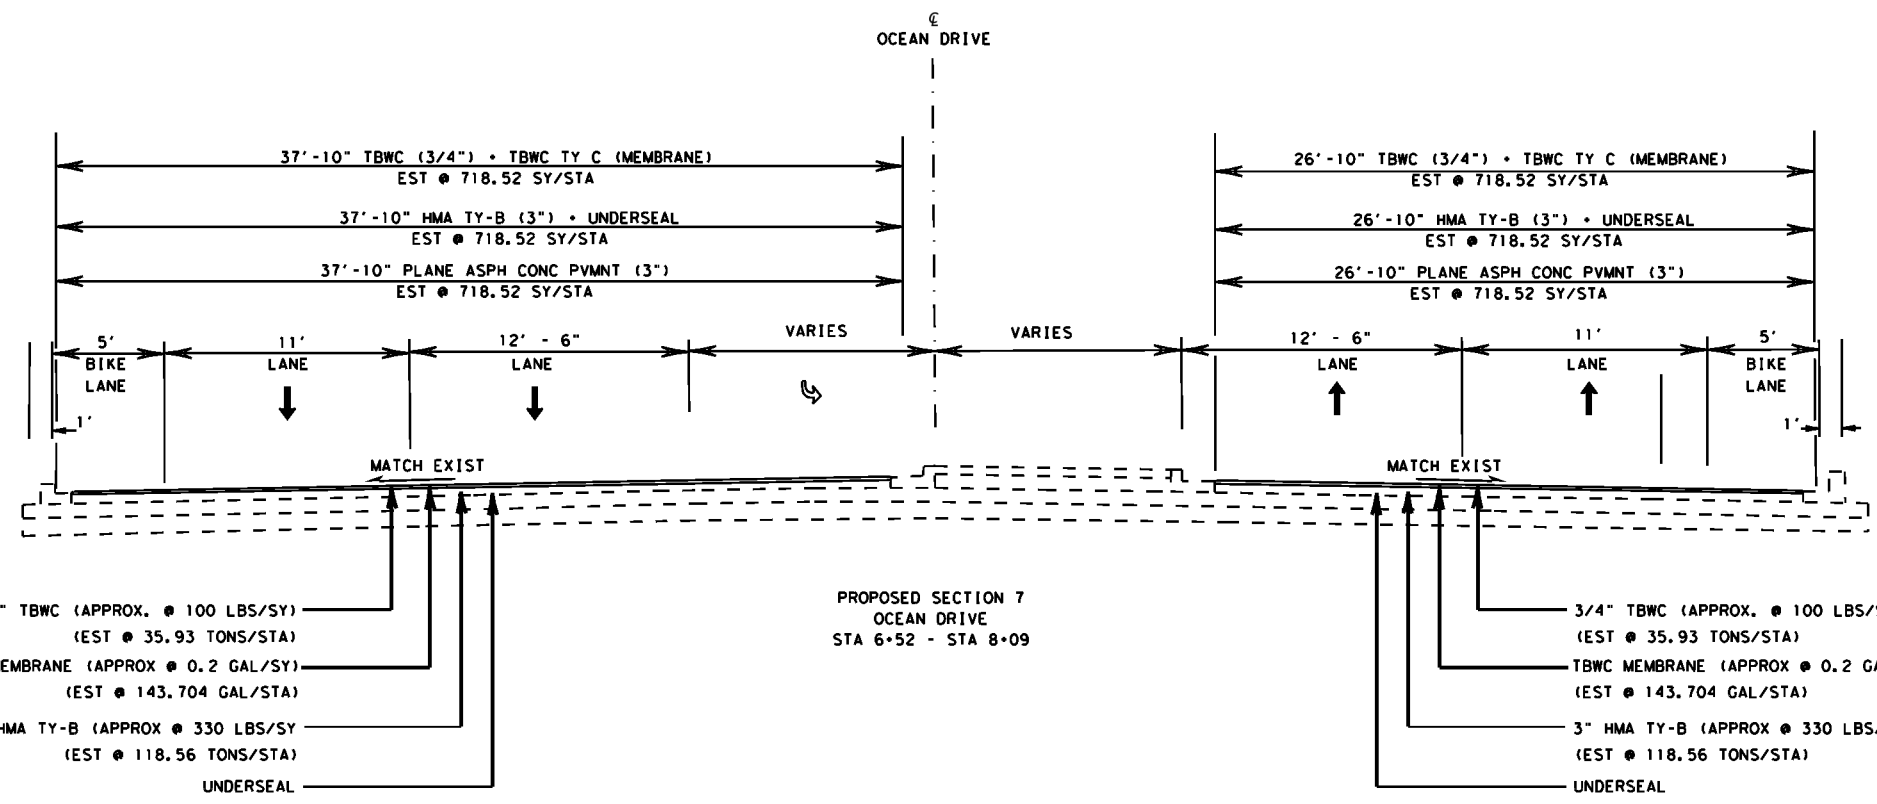 ℄
OCEAN DRIVE
37'-10" TBWC (3/4") + TBWC TY C (MEMBRANE)
EST @ 718.52 SY/STA
26'-10" TBWC (3/4") + TBWC TY C (MEMBRANE)
EST @ 718.52 SY/STA
37'-10" HMA TY-B (3") + UNDERSEAL
EST @ 718.52 SY/STA
26'-10" HMA TY-B (3") + UNDERSEAL
EST @ 718.52 SY/STA
37'-10" PLANE ASPH CONC PVMNT (3")
EST @ 718.52 SY/STA
26'-10" PLANE ASPH CONC PVMNT (3")
EST @ 718.52 SY/STA
5'
BIKE
LANE
11'
LANE
12' - 6"
LANE
VARIES
VARIES
12' - 6"
LANE
11'
LANE
5'
BIKE
LANE
1'
1'
MATCH EXIST
MATCH EXIST
" TBWC (APPROX. @ 100 LBS/SY)
(EST @ 35.93 TONS/STA)
EMBRANE (APPROX @ 0.2 GAL/SY)
(EST @ 143.704 GAL/STA)
HMA TY-B (APPROX @ 330 LBS/SY
(EST @ 118.56 TONS/STA)
UNDERSEAL
PROPOSED SECTION 7
OCEAN DRIVE
STA 6+52 - STA 8+09
3/4" TBWC (APPROX. @ 100 LBS/S
(EST @ 35.93 TONS/STA)
TBWC MEMBRANE (APPROX @ 0.2 GA
(EST @ 143.704 GAL/STA)
3" HMA TY-B (APPROX @ 330 LBS/
(EST @ 118.56 TONS/STA)
UNDERSEAL